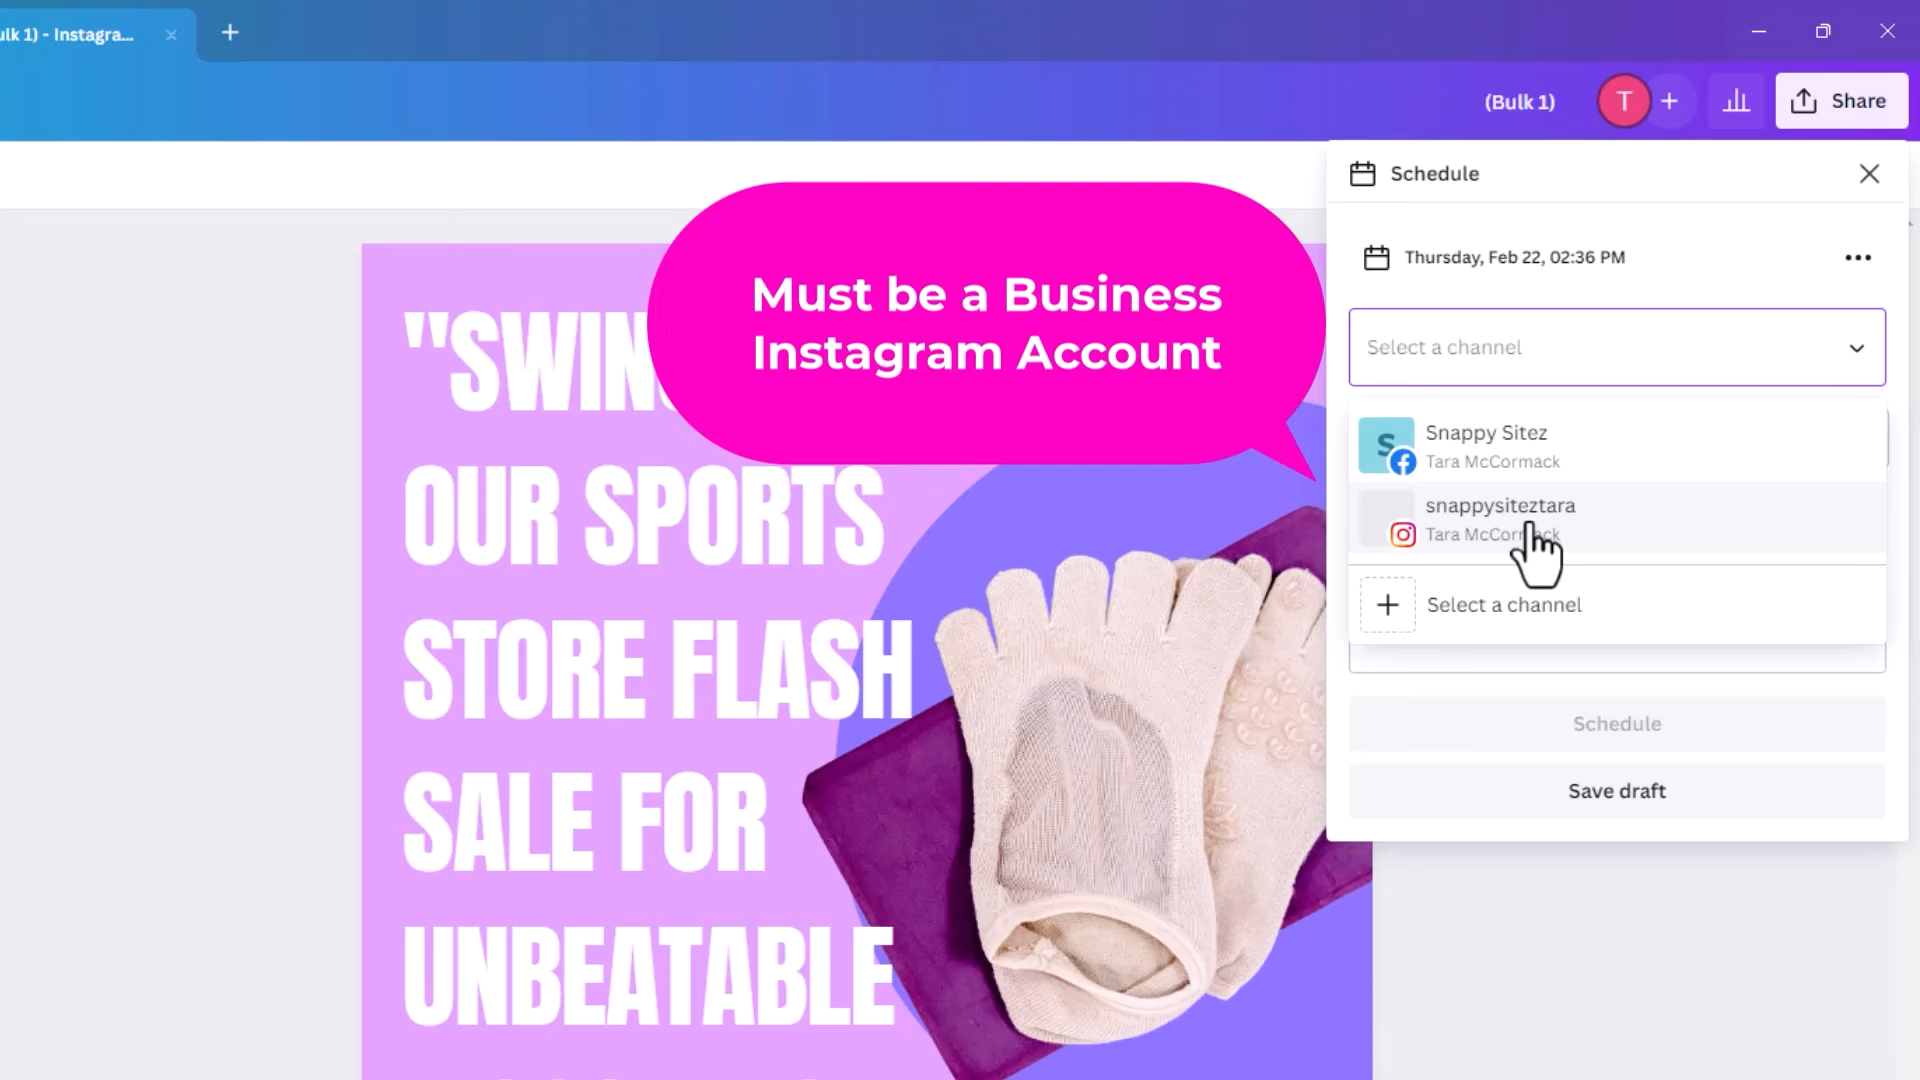 ulk 1) - Instagra...
(Bulk 1)
T
Share
Schedule
Thursday, Feb 22, 02:36 PM
Select a channel
Snappy Sitez
Tara McCormack
snappysiteztara
Tara McCormack
Select a channel
Schedule
Save draft
Must be a Business
Instagram Account
OUR SPORTS
STORE FLASH
SALE FOR
UNBEATABLE